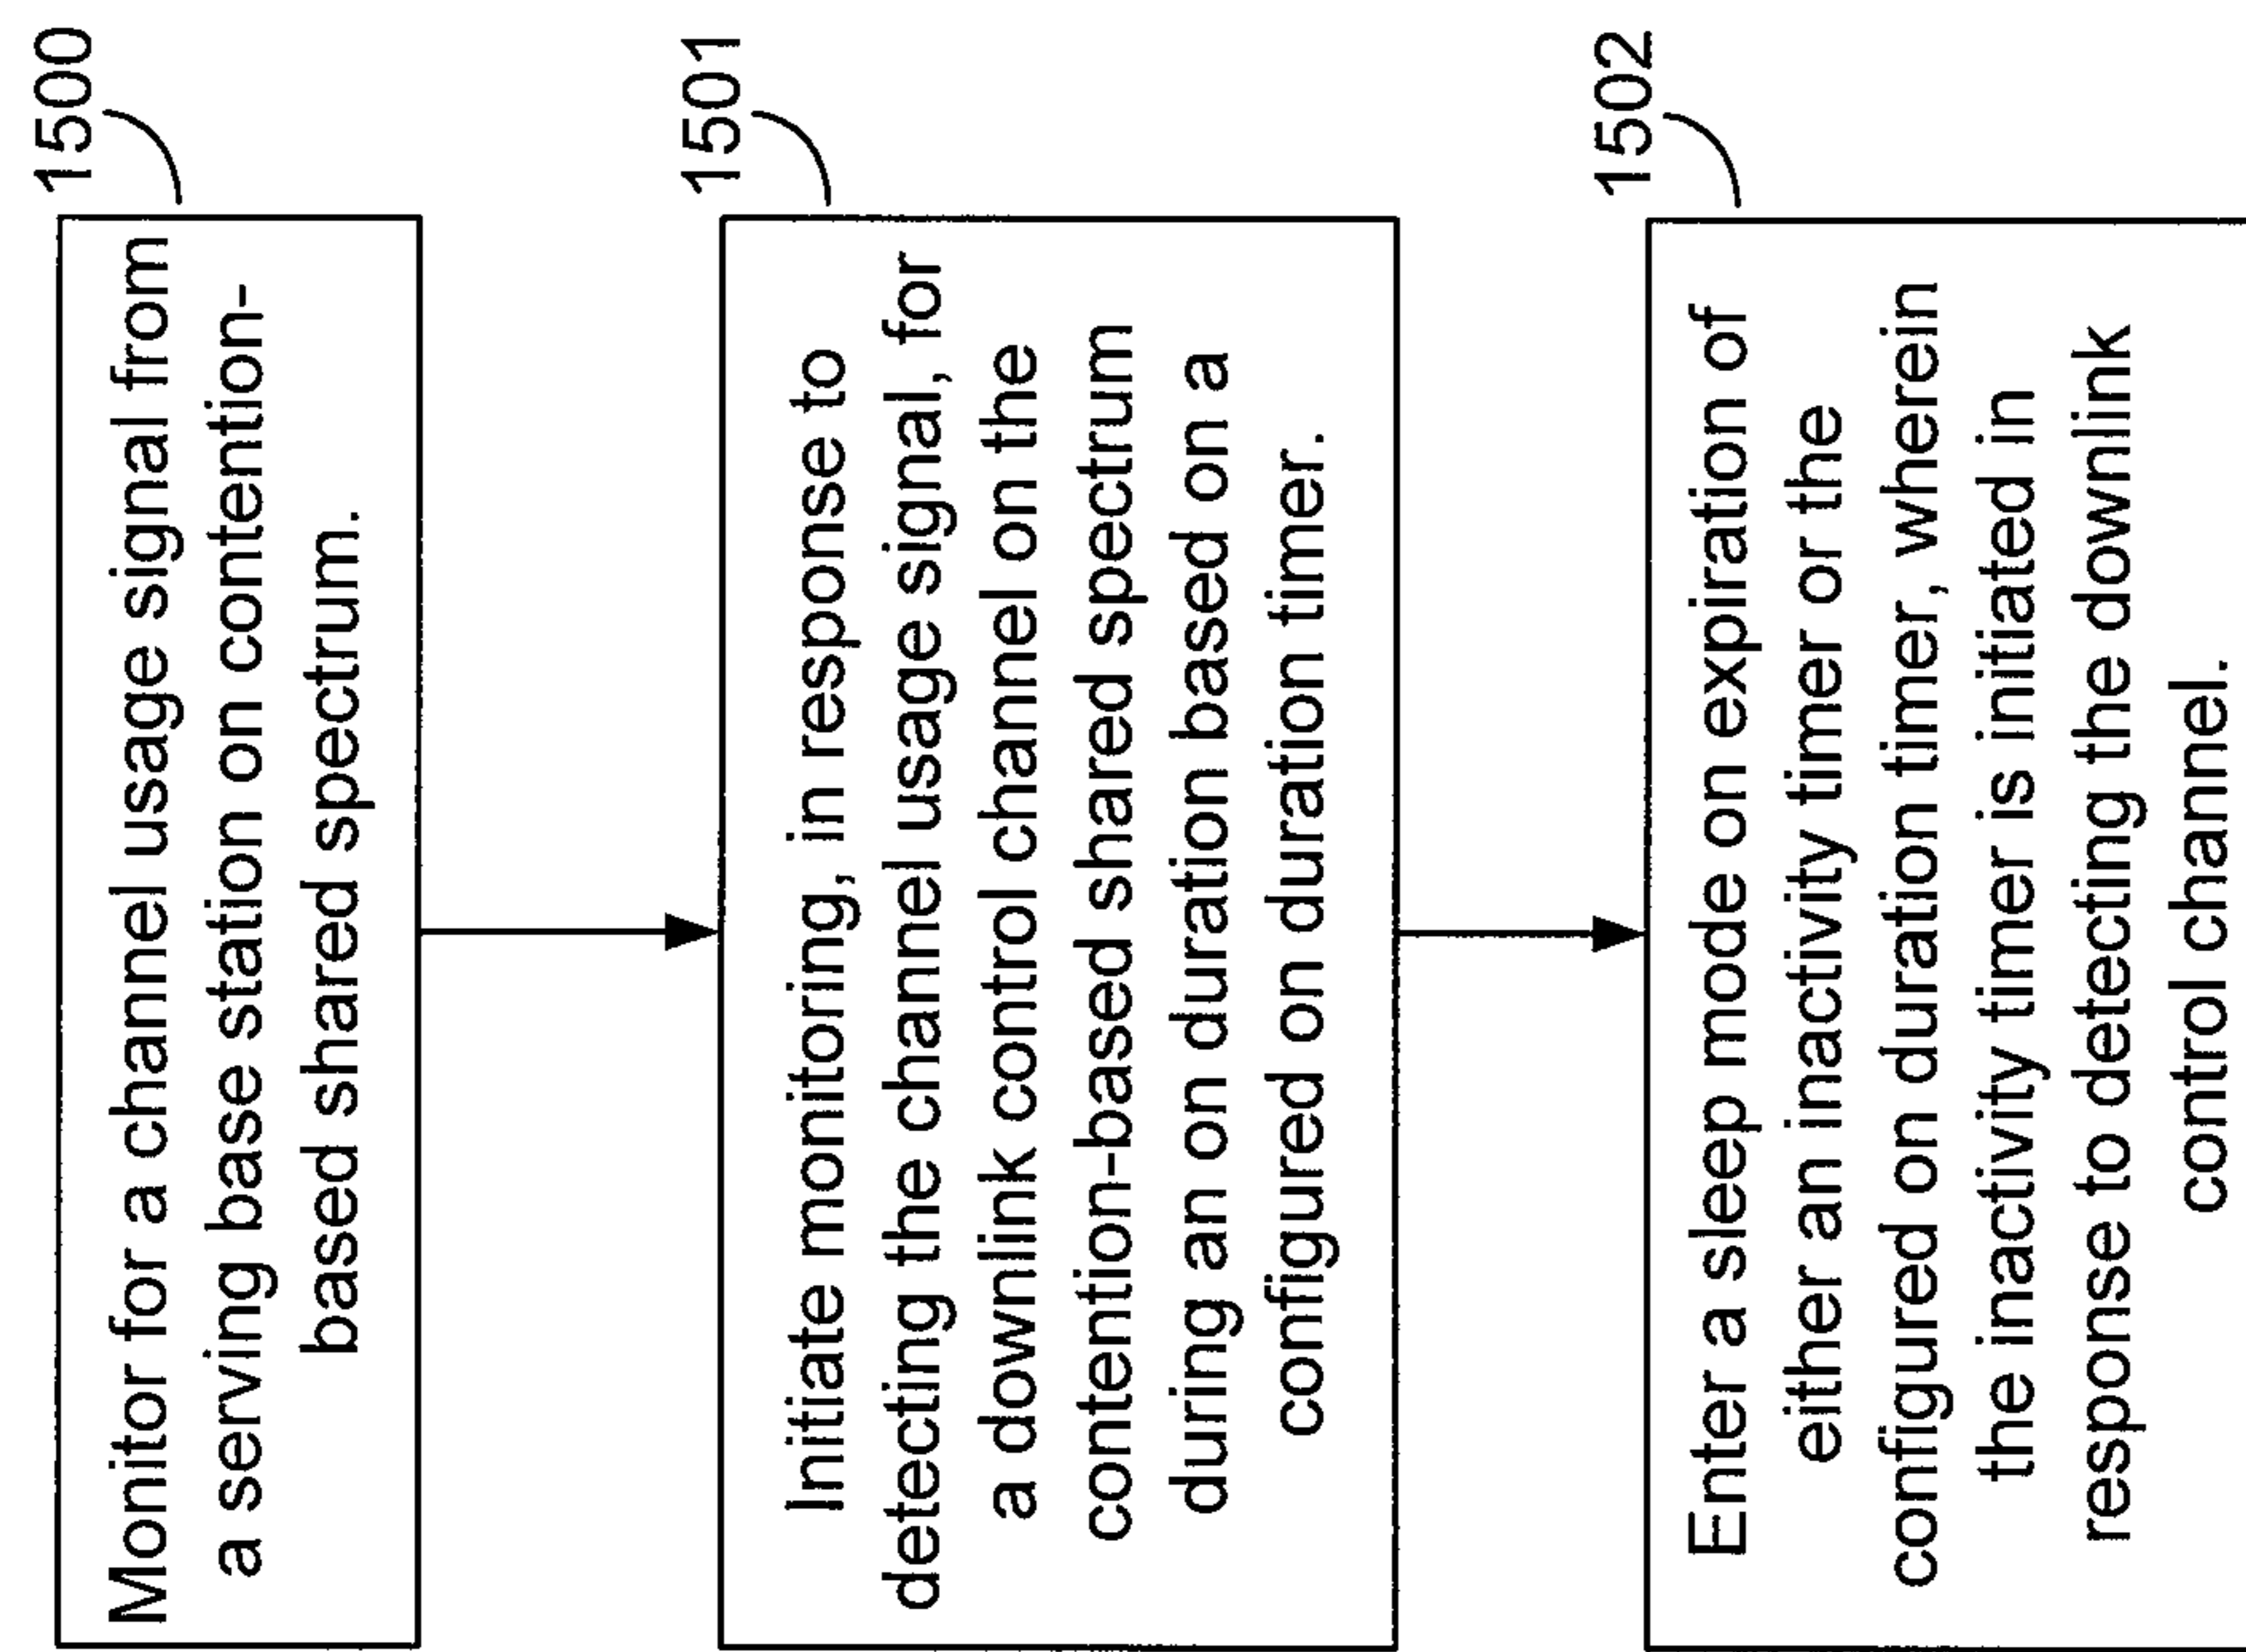 1500
Monitor for a channel usage signal from
a serving base station on contention-
based shared spectrum.
1501
Initiate monitoring, in response to
detecting the channel usage signal, for
a downlink control channel on the
contention-based shared spectrum
during an on duration based on a
configured on duration timer.
1502
Enter a sleep mode on expiration of
either an inactivity timer or the
configured on duration timer, wherein
the inactivity timer is initiated in
response to detecting the downlink
control channel.